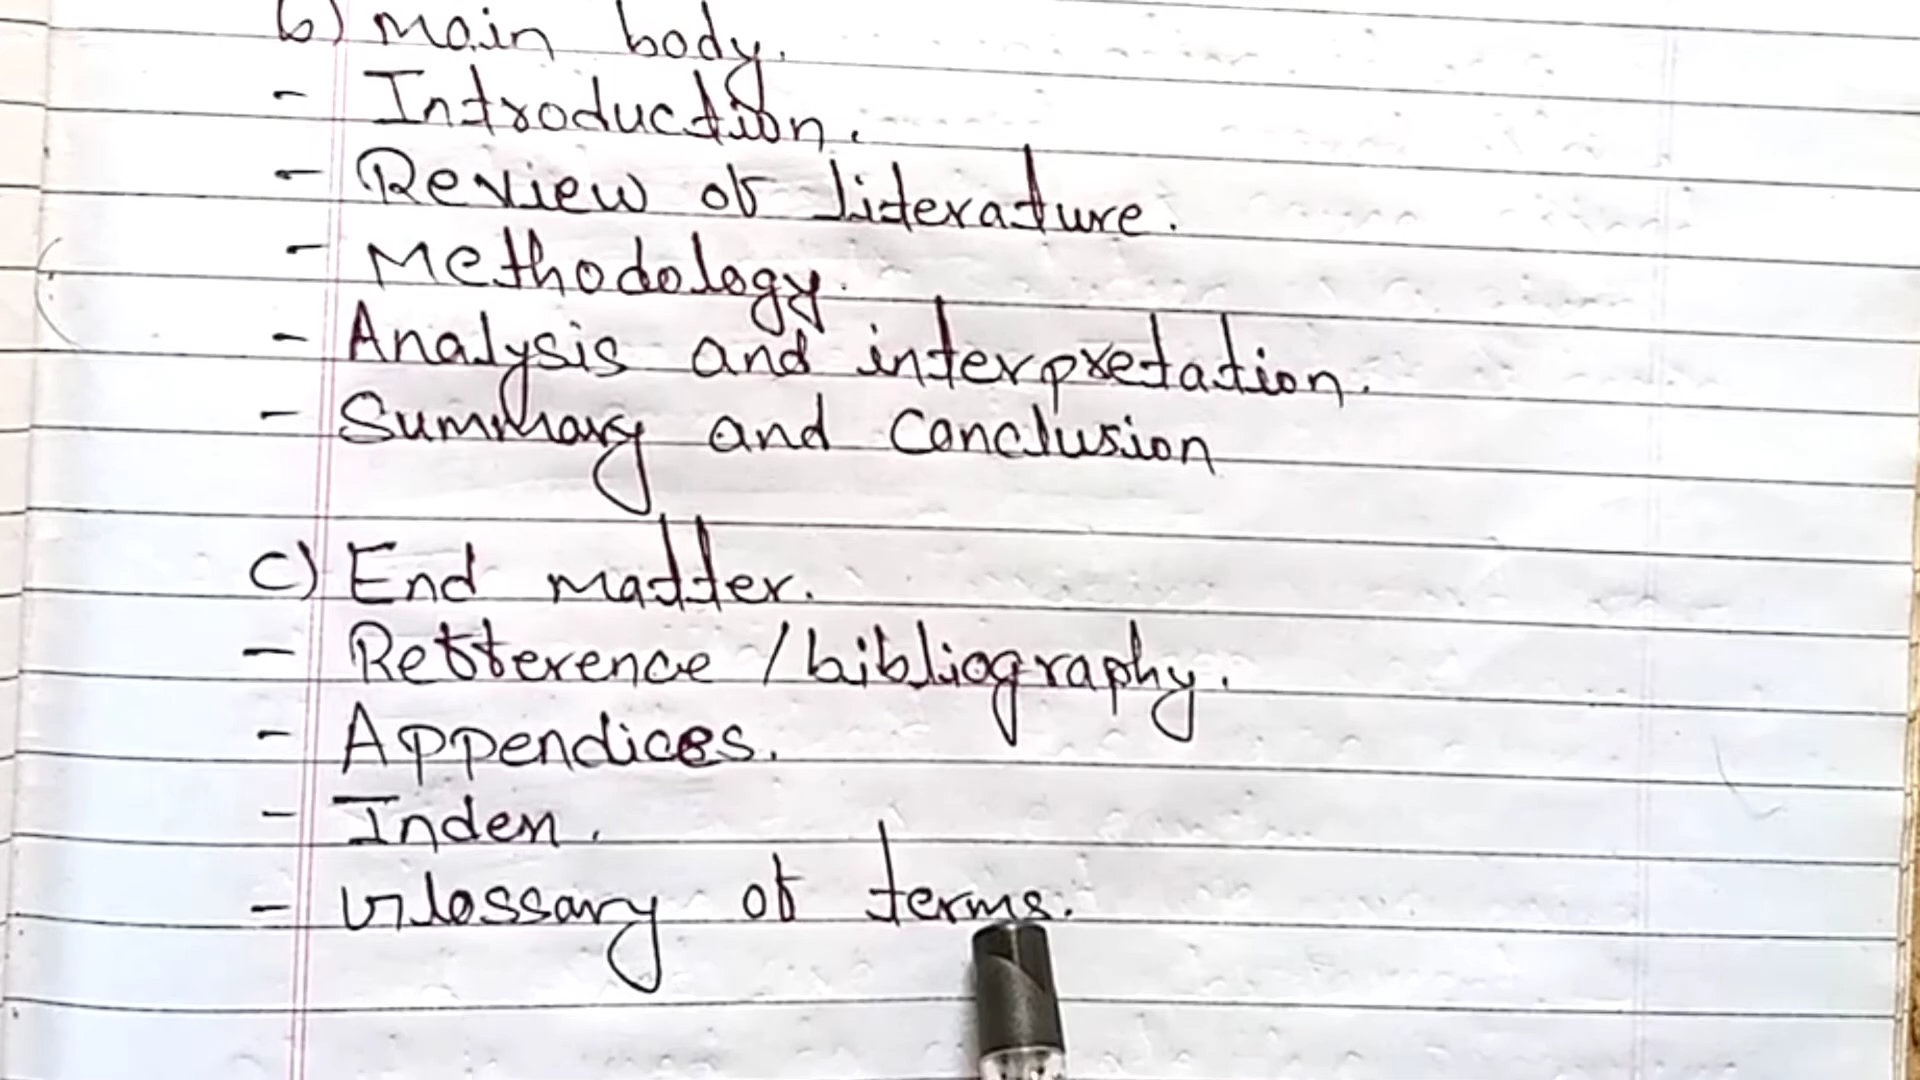 b) main body.
- Introduction.
- Review of literature.
- Methodology.
- Analysis and interpretation.
- Summary and Conclusion
c) End matter.
- Refference / bibliography.
- Appendices.
- Index.
- Glossary of terms.